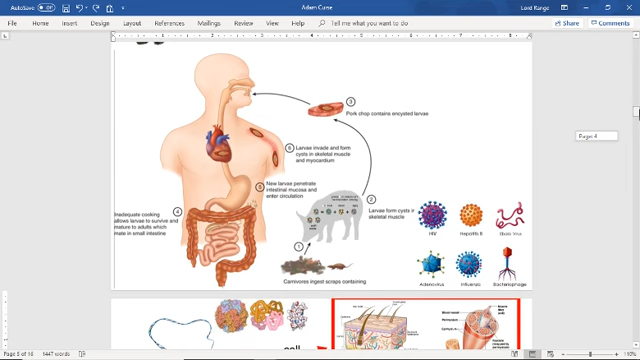 AutoSave Off
Adam Cune
Lord Range
File Home Insert Draw Design Layout References Mailings Review View Help Tell me what you want to do
Share Comments
3
Pork chop contains encysted larvae
Page: 4
6 Larvae invade and form
cysts in skeletal muscle
and myocardium
5 New larvae penetrate
intestinal mucosa and
enter circulation
4
Inadequate cooking
allows larvae to survive and
mature to adults which
mate in small intestine
2
Larvae form cysts in
skeletal muscle
1
Carnivores ingest scraps containing
HIV Hepatitis B Ebola Virus
Adenovirus Influenza Bacteriophage
cell
Page 5 of 16 1447 words